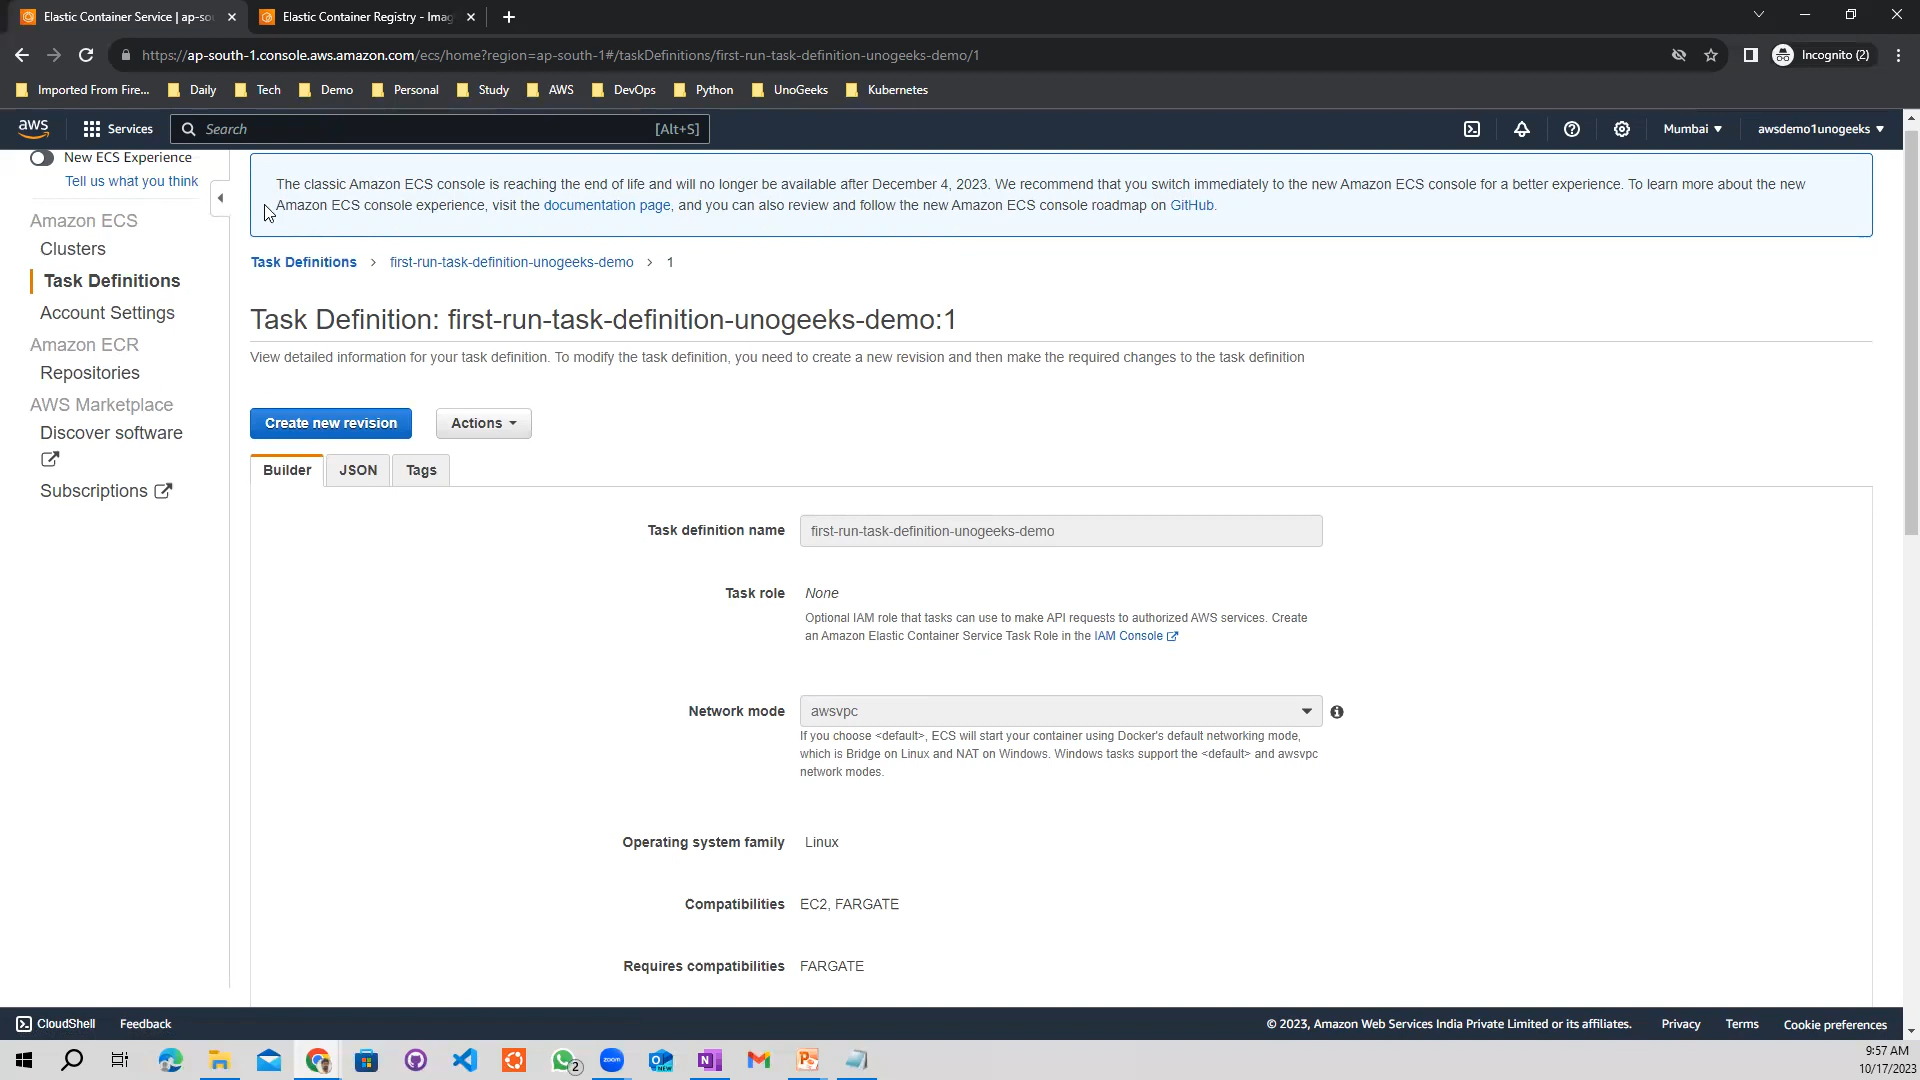 Elastic Container Service | ap-so
Elastic Container Registry - Imag
https://ap-south-1.console.aws.amazon.com/ecs/home?region=ap-south-1#/taskDefinitions/first-run-task-definition-unogeeks-demo/1
Incognito (2)
Imported From Fire...
Daily
Tech
Demo
Personal
Study
AWS
DevOps
Python
UnoGeeks
Kubernetes
aws
Services
Search
[Alt+S]
Mumbai
awsdemo1unogeeks
New ECS Experience
Tell us what you think
Amazon ECS
Clusters
Task Definitions
Account Settings
Amazon ECR
Repositories
AWS Marketplace
Discover software
Subscriptions
The classic Amazon ECS console is reaching the end of life and will no longer be available after December 4, 2023. We recommend that you switch immediately to the new Amazon ECS console for a better experience. To learn more about the new
Amazon ECS console experience, visit the documentation page, and you can also review and follow the new Amazon ECS console roadmap on GitHub.
Task Definitions > first-run-task-definition-unogeeks-demo > 1
Task Definition: first-run-task-definition-unogeeks-demo:1
View detailed information for your task definition. To modify the task definition, you need to create a new revision and then make the required changes to the task definition
Create new revision
Actions
Builder
JSON
Tags
Task definition name
first-run-task-definition-unogeeks-demo
Task role
None
Optional IAM role that tasks can use to make API requests to authorized AWS services. Create
an Amazon Elastic Container Service Task Role in the IAM Console
Network mode
awsvpc
If you choose <default>, ECS will start your container using Docker's default networking mode,
which is Bridge on Linux and NAT on Windows. Windows tasks support the <default> and awsvpc
network modes.
Operating system family
Linux
Compatibilities
EC2, FARGATE
Requires compatibilities
FARGATE
CloudShell
Feedback
© 2023, Amazon Web Services India Private Limited or its affiliates.
Privacy
Terms
Cookie preferences
2
zoom
NEW
9:57 AM
10/17/2023